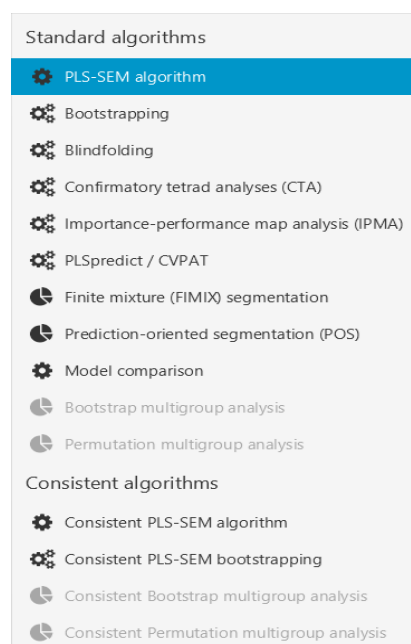 Standard algorithms
PLS-SEM algorithm
Bootstrapping
Blindfolding
Confirmatory tetrad analyses (CTA)
Importance-performance map analysis (IPMA)
PLSpredict / CVPAT
Finite mixture (FIMIX) segmentation
Prediction-oriented segmentation (POS)
Model comparison
Bootstrap multigroup analysis
Permutation multigroup analysis
Consistent algorithms
Consistent PLS-SEM algorithm
Consistent PLS-SEM bootstrapping
Consistent Bootstrap multigroup analysis
Consistent Permutation multigroup analysis